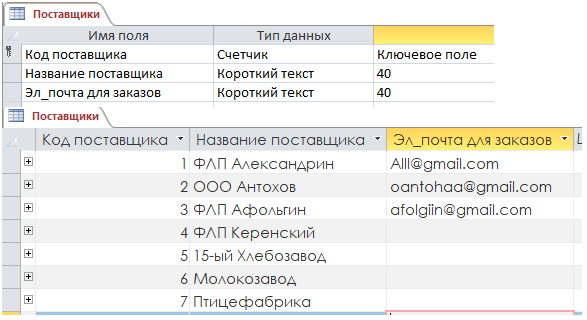 Поставщики
Имя поля Тип данных
Код поставщика Счетчик Ключевое поле
Название поставщика Короткий текст 40
Эл_почта для заказов Короткий текст 40
Поставщики
Код поставщика Название поставщика Эл_почта для заказов
1 ФЛП Александрин Alll@gmail.com
2 ООО Антохов oantohaa@gmail.com
3 ФЛП Афольгин afolgiin@gmail.com
4 ФЛП Керенский
5 15-ый Хлебозавод
6 Молокозавод
7 Птицефабрика